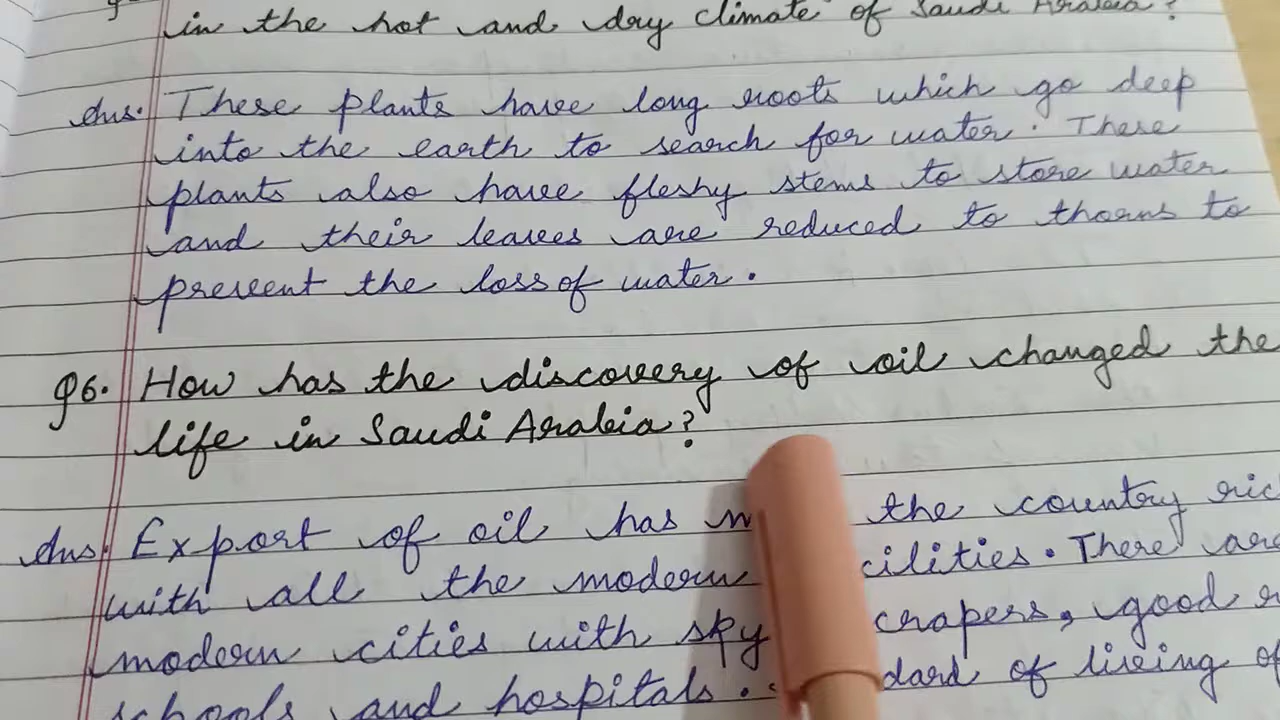 in the hot and dry climate of Saudi Arabia?
Ans. These plants have long roots which go deep
into the earth to search for water. These
plants also have fleshy stems to store water
and their leaves are reduced to thorns to
prevent the loss of water.
Q6. How has the discovery of oil changed the
life in Saudi Arabia?
Ans. Export of oil has the country
with all the modern cilities. There are
modern cities with sky crapers, good
schools and hospitals. dard of living of